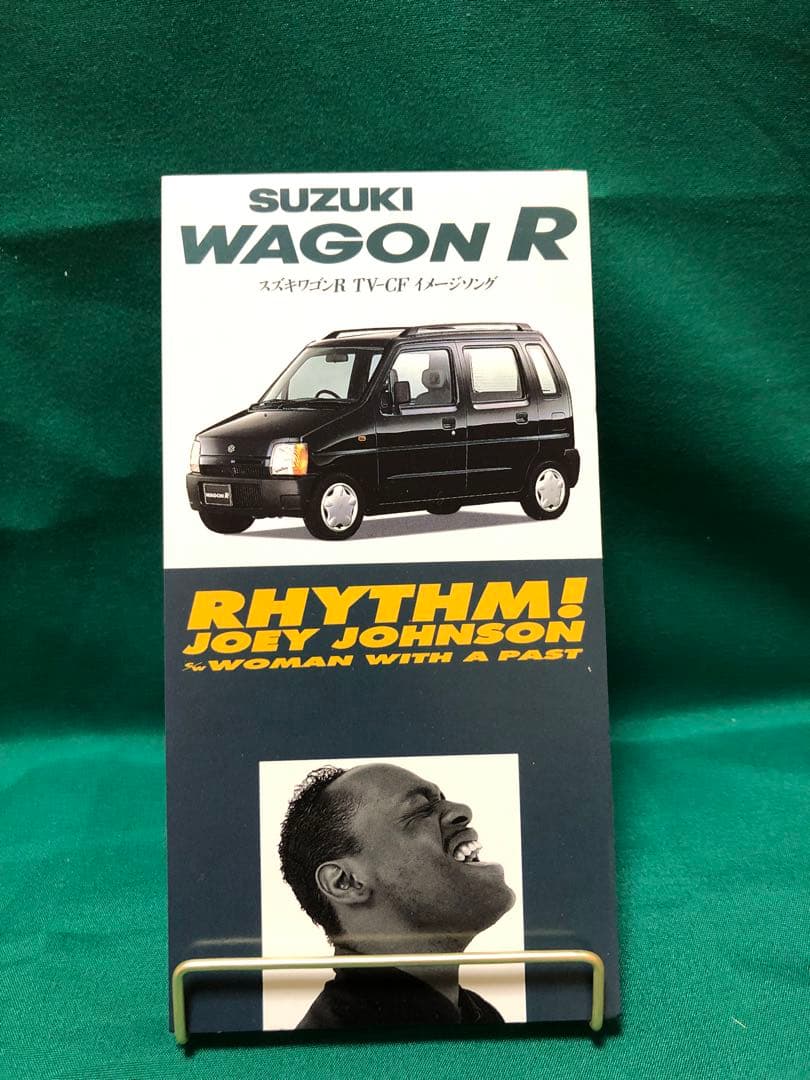 SUZUKI
WAGON R
スズキワゴンR TV-CF イメージソング
WAGON R
RHYTHM!
JOEY JOHNSON
c/w WOMAN WITH A PAST